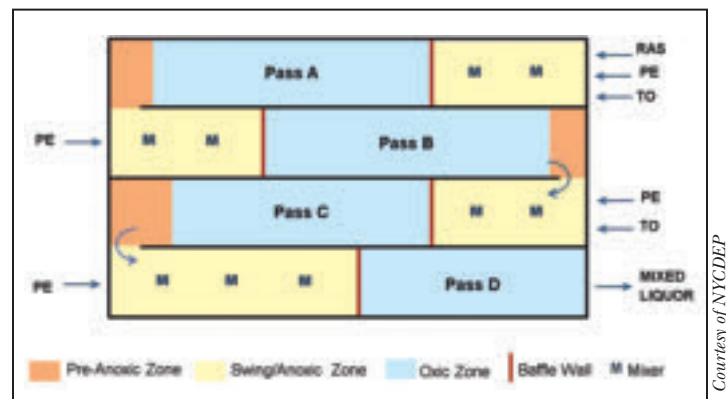 Pass A
M M
RAS
PE
TO
PE
M M
Pass B
Pass C
M M
PE
TO
PE
M M M
Pass D
MIXED
LIQUOR
Pre-Anoxic Zone Swing/Anoxic Zone Oxic Zone Baffle Wall M Mixer
Courtesy of NYCDEP